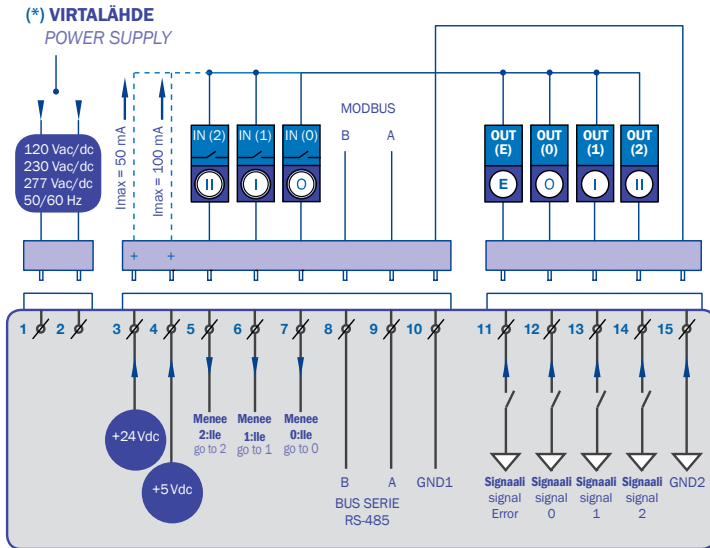 (*) VIRTALÄHDE
POWER SUPPLY
120 Vac/dc
230 Vac/dc
277 Vac/dc
50/60 Hz
Imax = 50 mA
Imax = 100 mA
IN (2)
II
IN (1)
I
IN (0)
O
MODBUS
B A
OUT
(E)
E
OUT
(0)
O
OUT
(1)
I
OUT
(2)
II
+ +
1 2 3 4 5 6 7 8 9 10 11 12 13 14 15
+24Vdc
+5Vdc
Menee
2:lle
go to 2
Menee
1:lle
go to 1
Menee
0:lle
go to 0
B A GND1
BUS SERIE
RS-485
Signaali
signal
Error
Signaali
signal
0
Signaali
signal
1
Signaali
signal
2
GND2